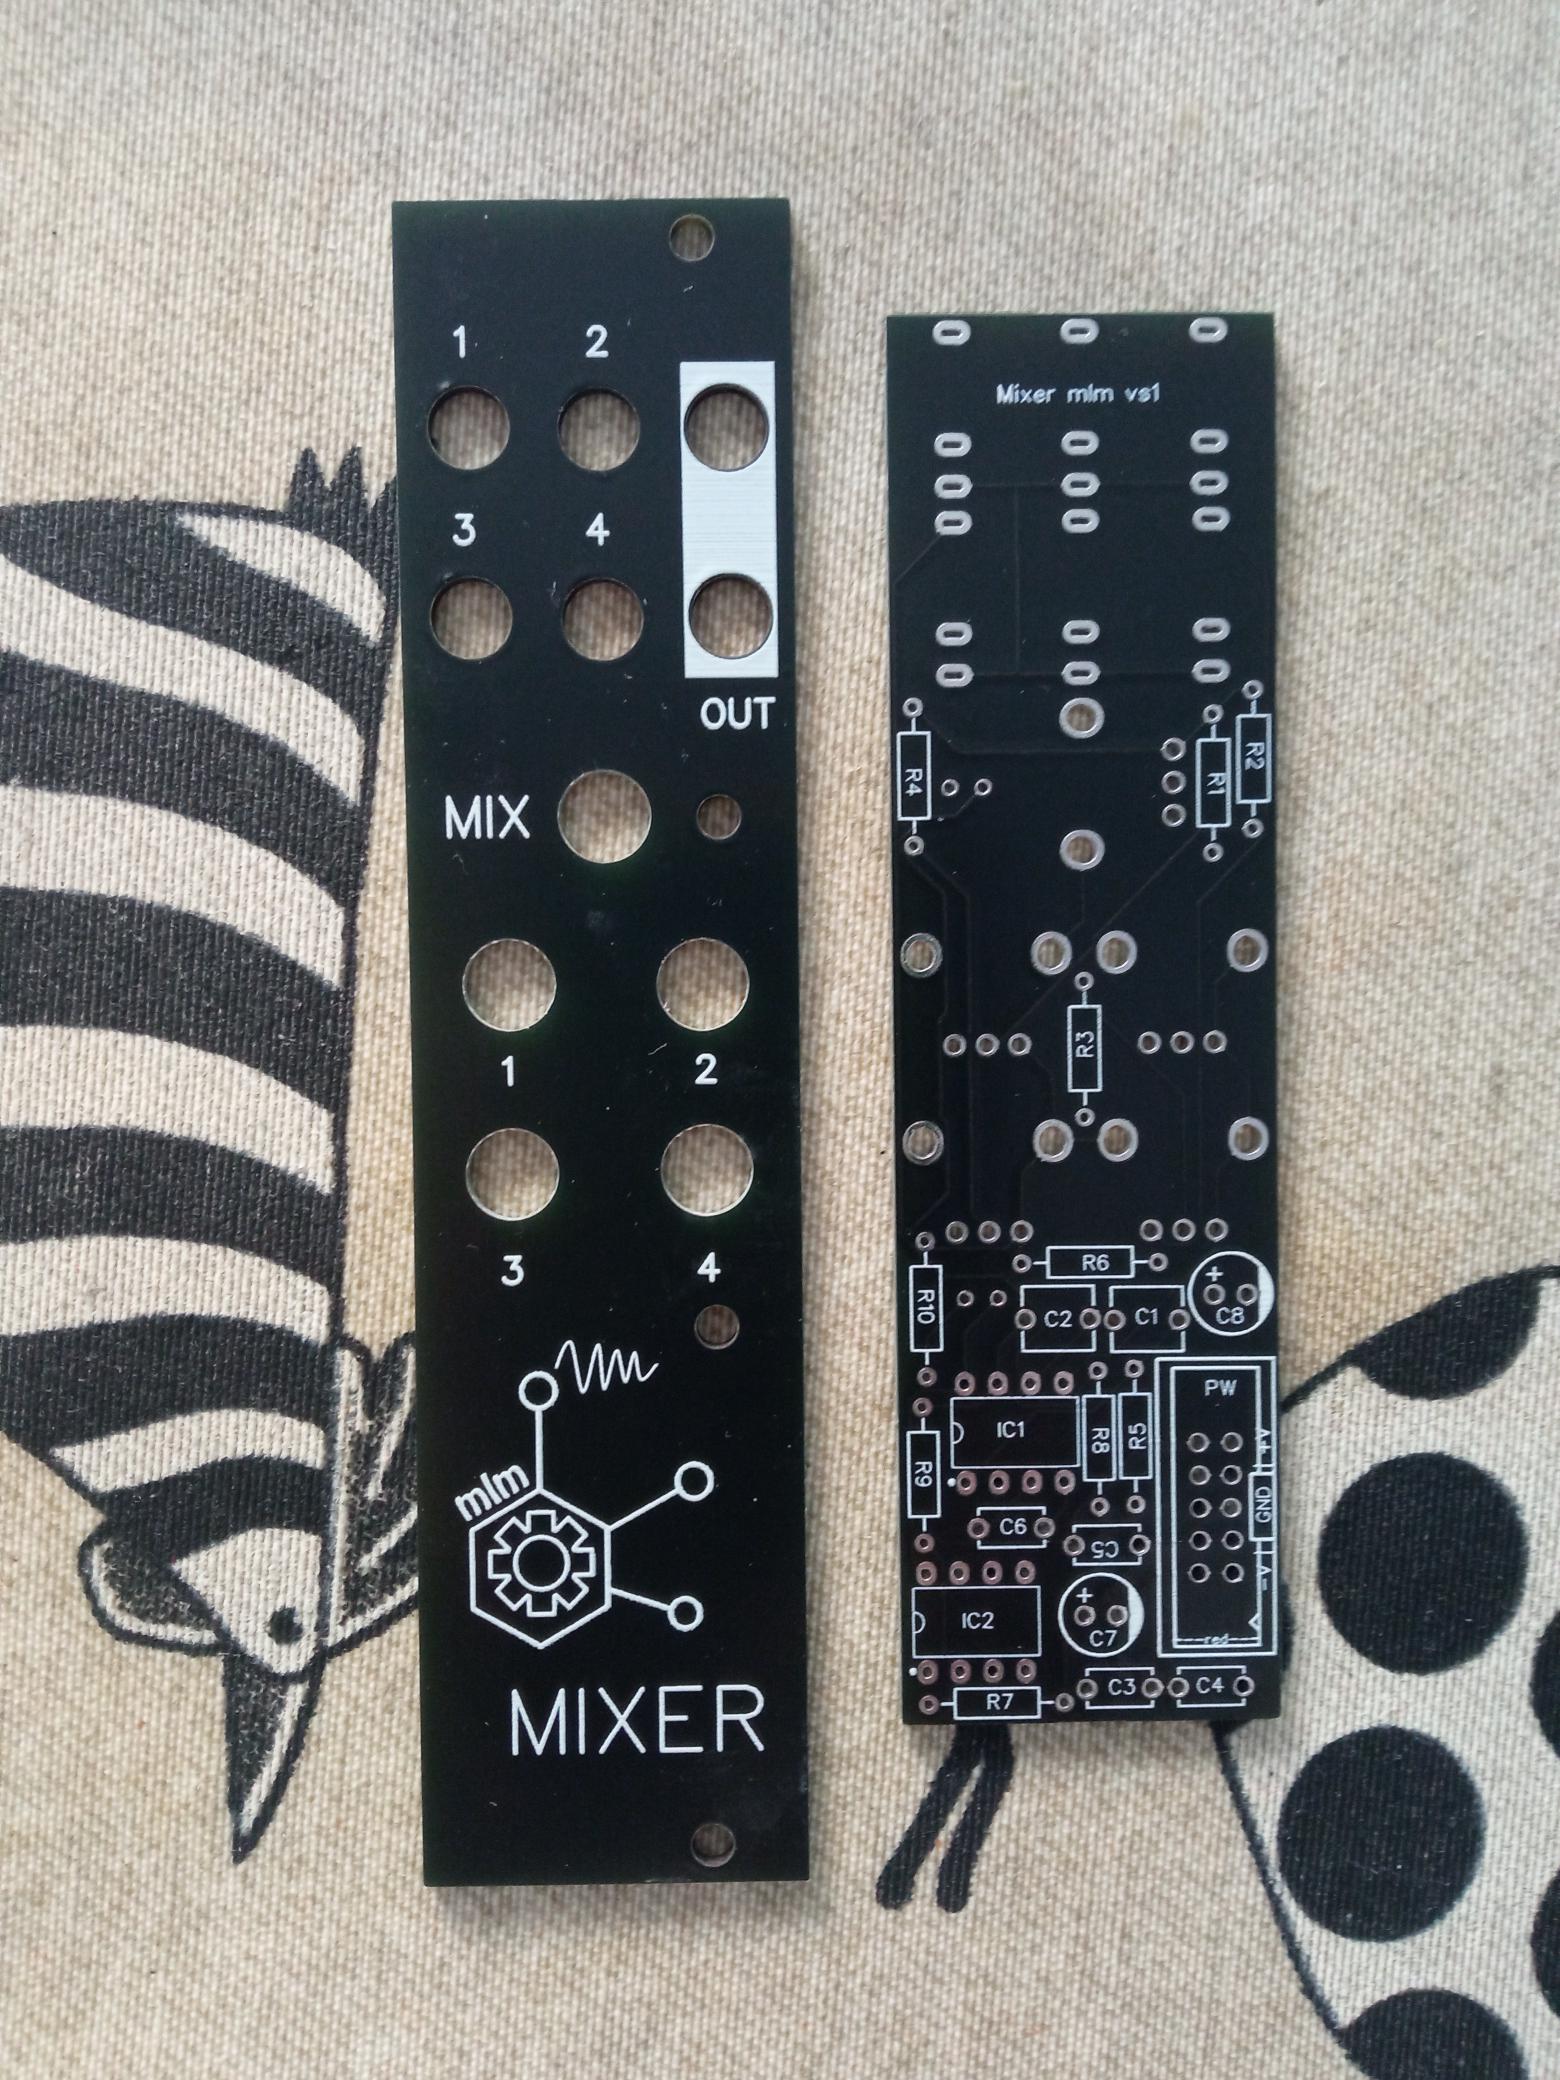 1 2
3 4
OUT
MIX
1 2
3 4
mlm
MIXER
Mixer mlm vs1
R4
R1
R2
R3
R6
R10
C2
C1
C8
+
PW
IC1
R8
R5
+V
R9
GND
C6
C5
-V
IC2
+
C7
red
R7
C3
C4